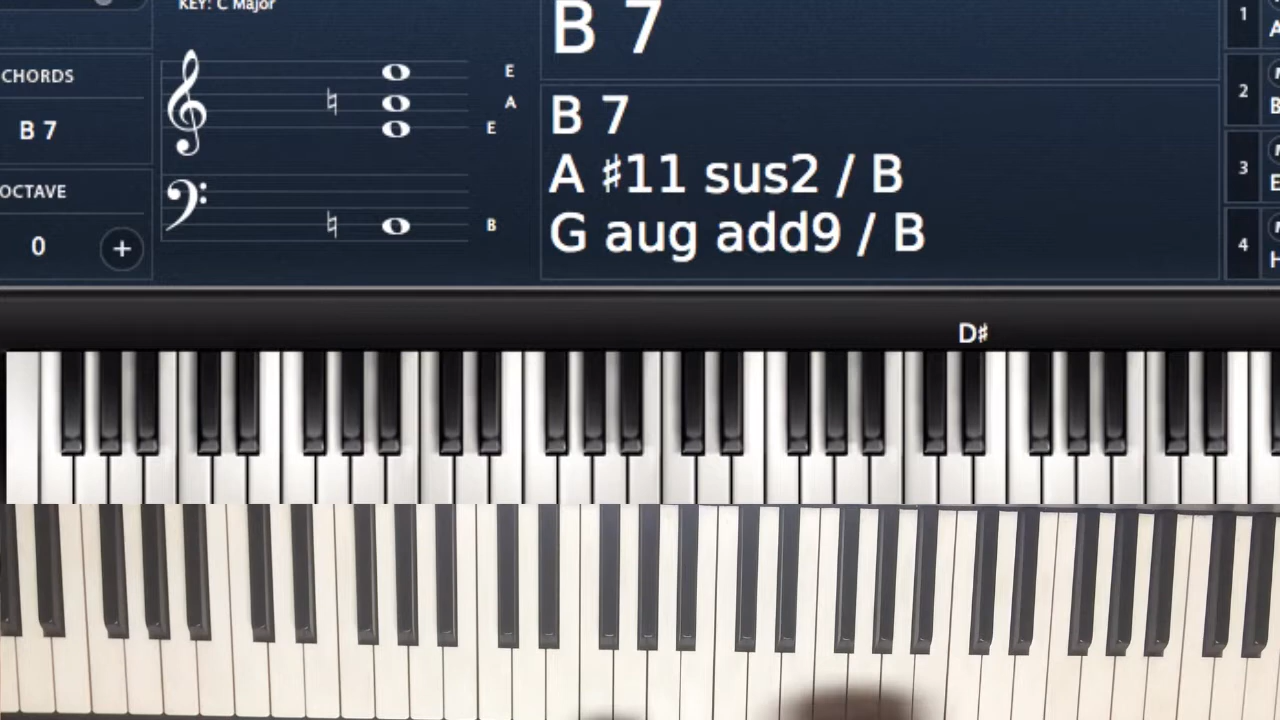 KEY: C Major
CHORDS
B 7
OCTAVE
0
+
E
A
E
B
B 7
B 7
A ♯11 sus2 / B
G aug add9 / B
1
2
3
4
D♯